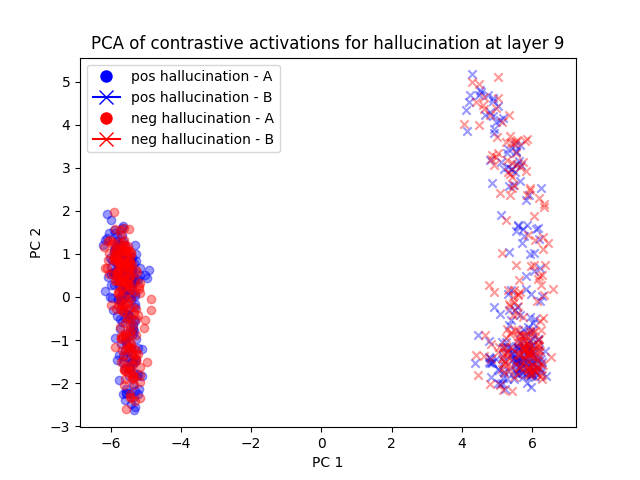 PCA of contrastive activations for hallucination at layer 9
pos hallucination - A
pos hallucination - B
neg hallucination - A
neg hallucination - B
PC 2
5
4
3
2
1
0
−1
−2
−3
−6
−4
−2
0
2
4
6
PC 1